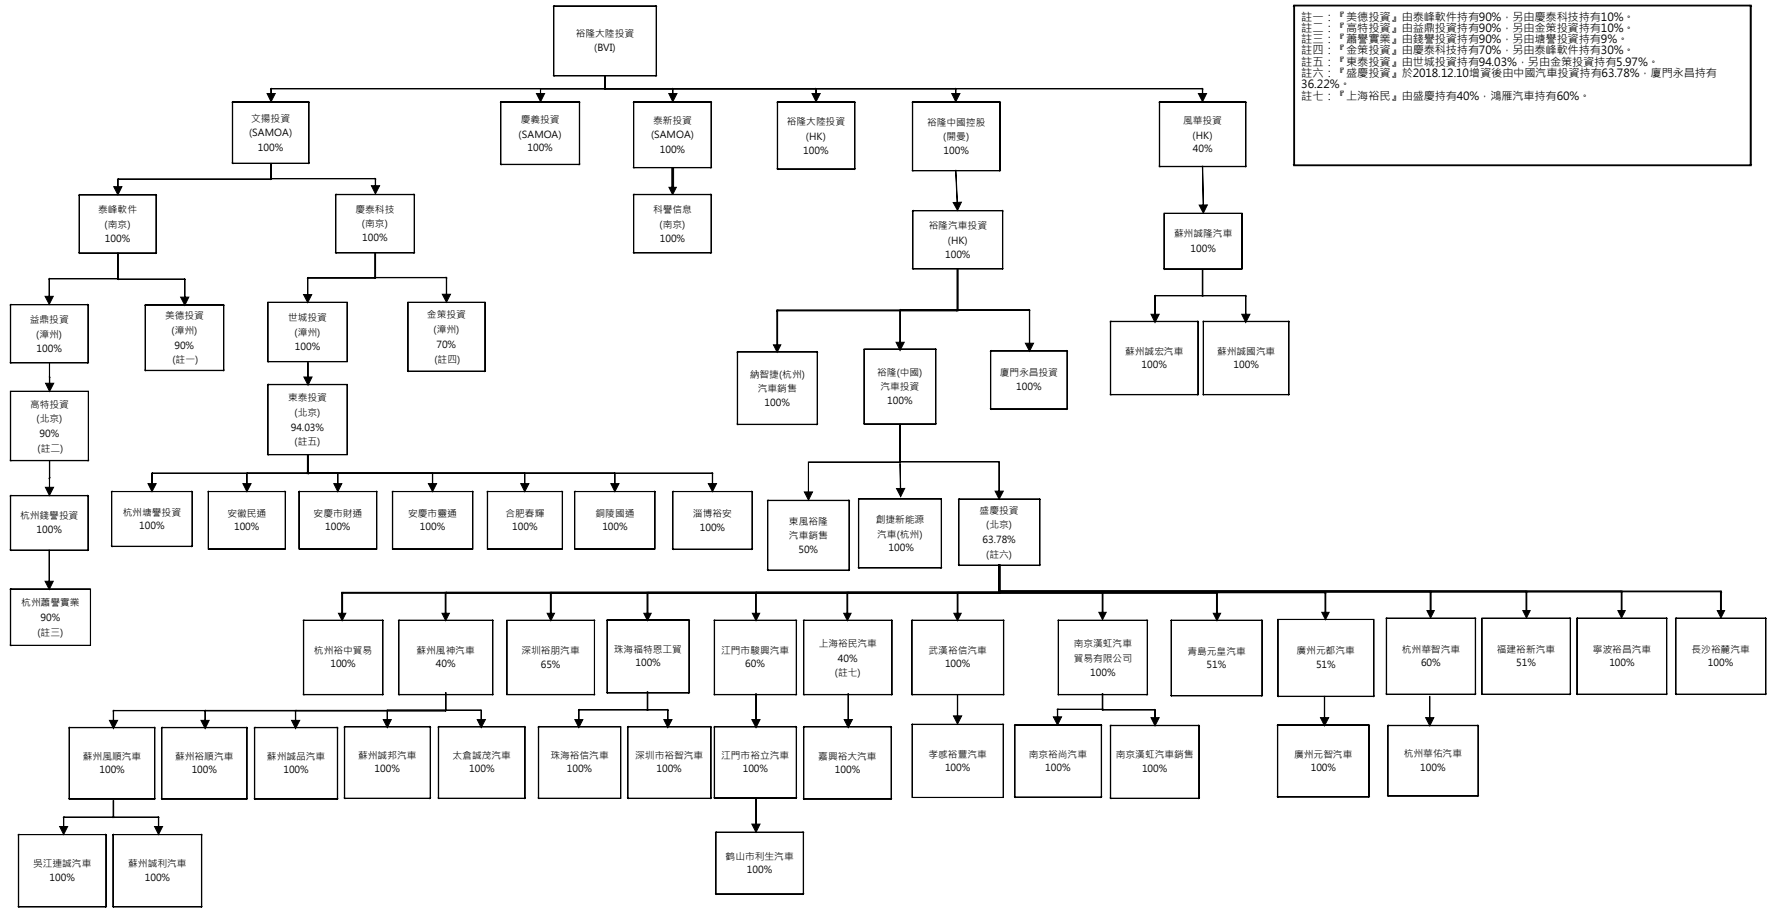 裕隆大陸投資
(BVI)
註一：『美德投資』由泰峰軟件持有90%，另由慶泰科技持有10%。
註二：『高特投資』由益鼎投資持有90%，另由金策投資持有10%。
註三：『蕭譽實業』由錢譽投資持有90%，另由塘譽投資持有9%。
註四：『金策投資』由慶泰科技持有70%，另由泰峰軟件持有30%。
註五：『東泰投資』由世城投資持有94.03%，另由金策投資持有5.97%。
註六：『盛慶投資』於2018.12.10增資後由中國汽車投資持有63.78%，廈門永昌持有
36.22%。
註七：『上海裕民』由盛慶持有40%，鴻雁汽車持有60%。
文揚投資
(SAMOA)
100%
慶義投資
(SAMOA)
100%
泰新投資
(SAMOA)
100%
裕隆大陸投資
(HK)
100%
裕隆中國控股
(開曼)
100%
風華投資
(HK)
40%
泰峰軟件
(南京)
100%
慶泰科技
(南京)
100%
科譽信息
(南京)
100%
裕隆汽車投資
(HK)
100%
蘇州誠隆汽車
100%
益鼎投資
(漳州)
100%
美德投資
(漳州)
90%
(註一)
世城投資
(漳州)
100%
金策投資
(漳州)
70%
(註四)
納智捷(杭州)
汽車銷售
100%
裕隆(中國)
汽車投資
100%
廈門永昌投資
100%
蘇州誠宏汽車
100%
蘇州誠國汽車
100%
高特投資
(北京)
90%
(註二)
東泰投資
(北京)
94.03%
(註五)
杭州錢譽投資
100%
杭州塘譽投資
100%
安徽民通
100%
安慶市財通
100%
安慶市靈通
100%
合肥春輝
100%
銅陵國通
100%
淄博裕安
100%
東風裕隆
汽車銷售
50%
創捷新能源
汽車(杭州)
100%
盛慶投資
(北京)
63.78%
(註六)
杭州蕭譽實業
90%
(註三)
杭州裕中貿易
100%
蘇州風神汽車
40%
深圳裕朋汽車
65%
珠海福特恩工貿
100%
江門市駿興汽車
60%
上海裕民汽車
40%
(註七)
武漢裕信汽車
100%
南京漢虹汽車
貿易有限公司
100%
青島元皇汽車
51%
廣州元都汽車
51%
杭州華智汽車
60%
福建裕新汽車
51%
寧波裕昌汽車
100%
長沙裕麓汽車
100%
蘇州風順汽車
100%
蘇州裕順汽車
100%
蘇州誠品汽車
100%
蘇州誠邦汽車
100%
太倉誠茂汽車
100%
珠海裕信汽車
100%
深圳市裕智汽車
100%
江門市裕立汽車
100%
嘉興裕大汽車
100%
孝感裕豐汽車
100%
南京裕尚汽車
100%
南京漢虹汽車銷售
100%
廣州元智汽車
100%
杭州華佑汽車
100%
吳江連誠汽車
100%
蘇州誠利汽車
100%
鹤山市利生汽車
100%